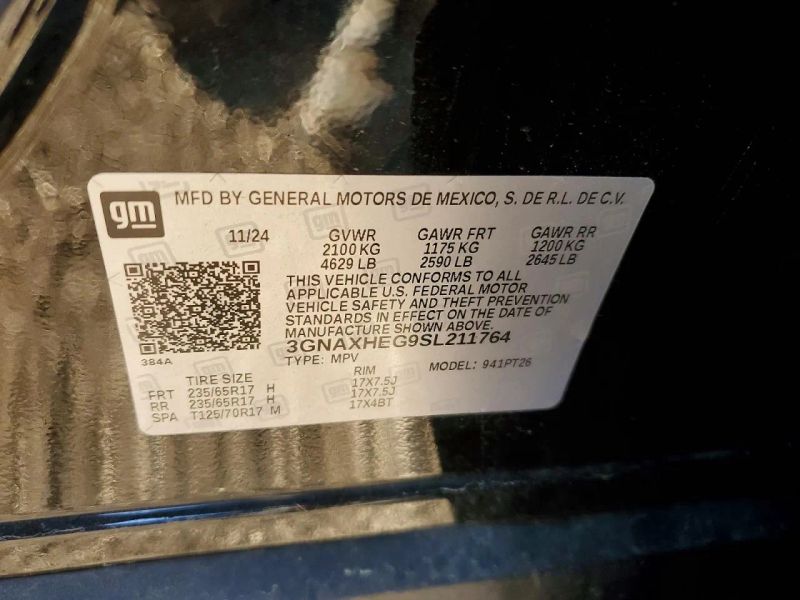 gm
MFD BY GENERAL MOTORS DE MEXICO, S. DE R.L. DE C.V.
11/24 GVWR GAWR FRT GAWR RR
2100 KG 1175 KG 1200 KG
4629 LB 2590 LB 2645 LB
THIS VEHICLE CONFORMS TO ALL
APPLICABLE U.S. FEDERAL MOTOR
VEHICLE SAFETY AND THEFT PREVENTION
STANDARDS IN EFFECT ON THE DATE OF
MANUFACTURE SHOWN ABOVE.
384A
3GNAXHEG9SL211764
TYPE: MPV MODEL: 941PT26
TIRE SIZE RIM
FRT 235/65R17 H 17X7.5J
RR 235/65R17 H 17X7.5J
SPA T125/70R17 M 17X4BT